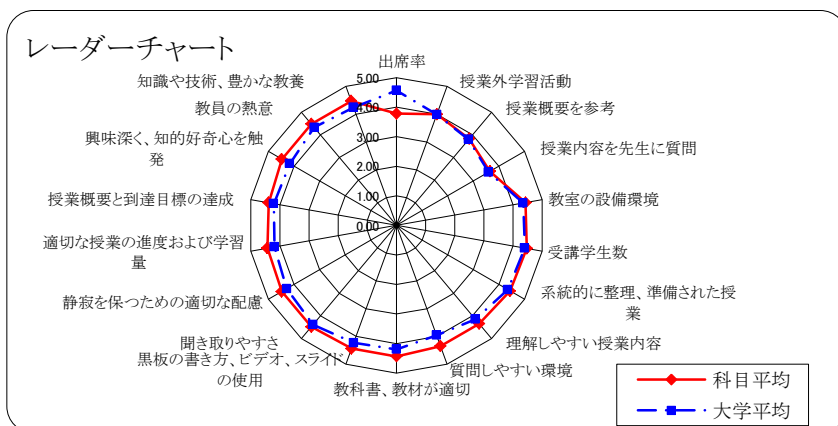 レーダーチャート
出席率
授業外学習活動
授業概要を参考
授業内容を先生に質問
教室の設備環境
受講学生数
系統的に整理、準備された授
業
理解しやすい授業内容
質問しやすい環境
教科書、教材が適切
黒板の書き方、ビデオ、スライド
の使用
聞き取りやすさ
静寂を保つための適切な配慮
適切な授業の進度および学習
量
授業概要と到達目標の達成
興味深く、知的好奇心を触
発
教員の熱意
知識や技術、豊かな教養
5.00
4.00
3.00
2.00
1.00
0.00
科目平均
大学平均